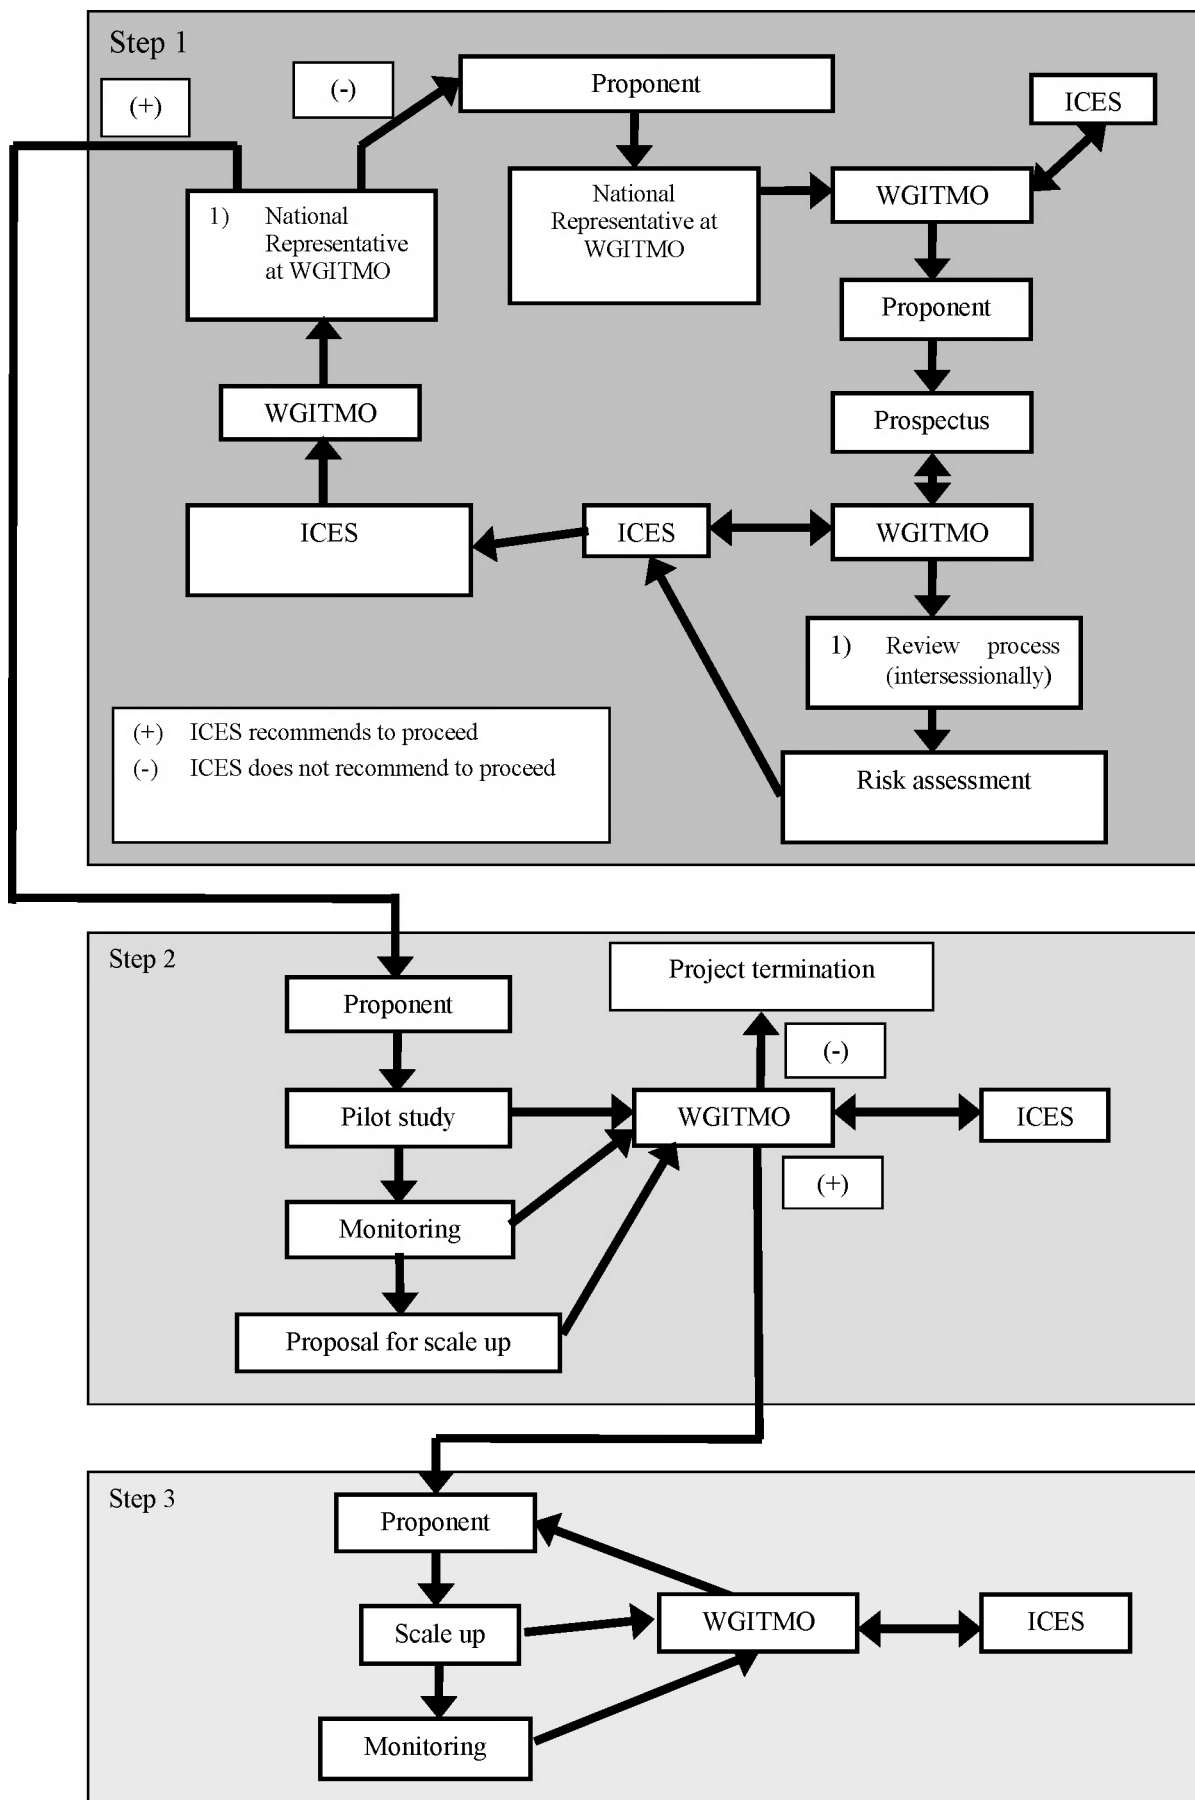 Step 1
(+)
(-)
Proponent
ICES
1) National
Representative
at WGITMO
National
Representative at
WGITMO
WGITMO
Proponent
WGITMO
Prospectus
ICES
ICES
WGITMO
1) Review process
(intersessionally)
(+) ICES recommends to proceed
(-) ICES does not recommend to proceed
Risk assessment
Step 2
Project termination
Proponent
(-)
Pilot study
WGITMO
ICES
(+)
Monitoring
Proposal for scale up
Step 3
Proponent
Scale up
WGITMO
ICES
Monitoring